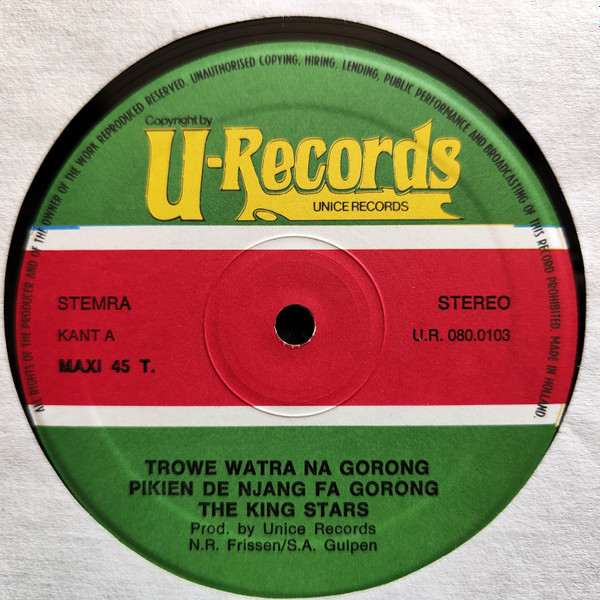 ALL RIGHTS OF THE PRODUCER AND OF THE OWNER OF THE WORK REPRODUCED RESERVED. UNAUTHORISED COPYING, HIRING, LENDING, PUBLIC PERFORMANCE AND BROADCASTING OF THIS RECORD PROHIBITED. MADE IN HOLLAND.
Copyright by
U-RECORDS
UNICE RECORDS
STEMRA
STEREO
KANT A
U.R. 080.0103
MAXI 45 T.
TROWE WATRA NA GORONG
PIKIEN DE NJANG FA GORONG
THE KING STARS
Prod. by Unice Records
N.R. Frissen/S.A. Gulpen